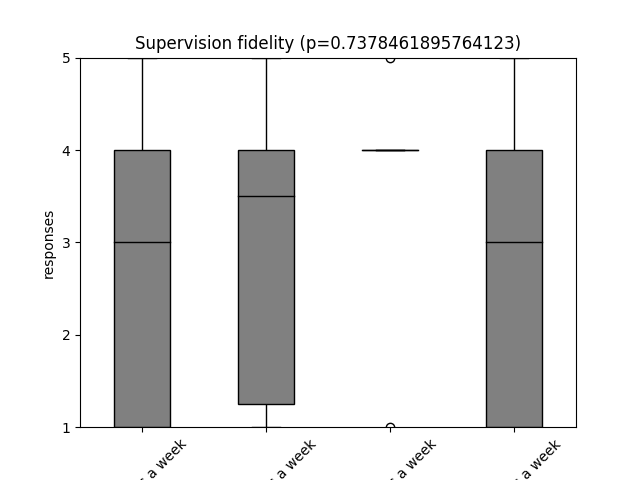 Supervision fidelity (p=0.7378461895764123)
5
4
3
2
1
responses
a week
a week
a week
a week